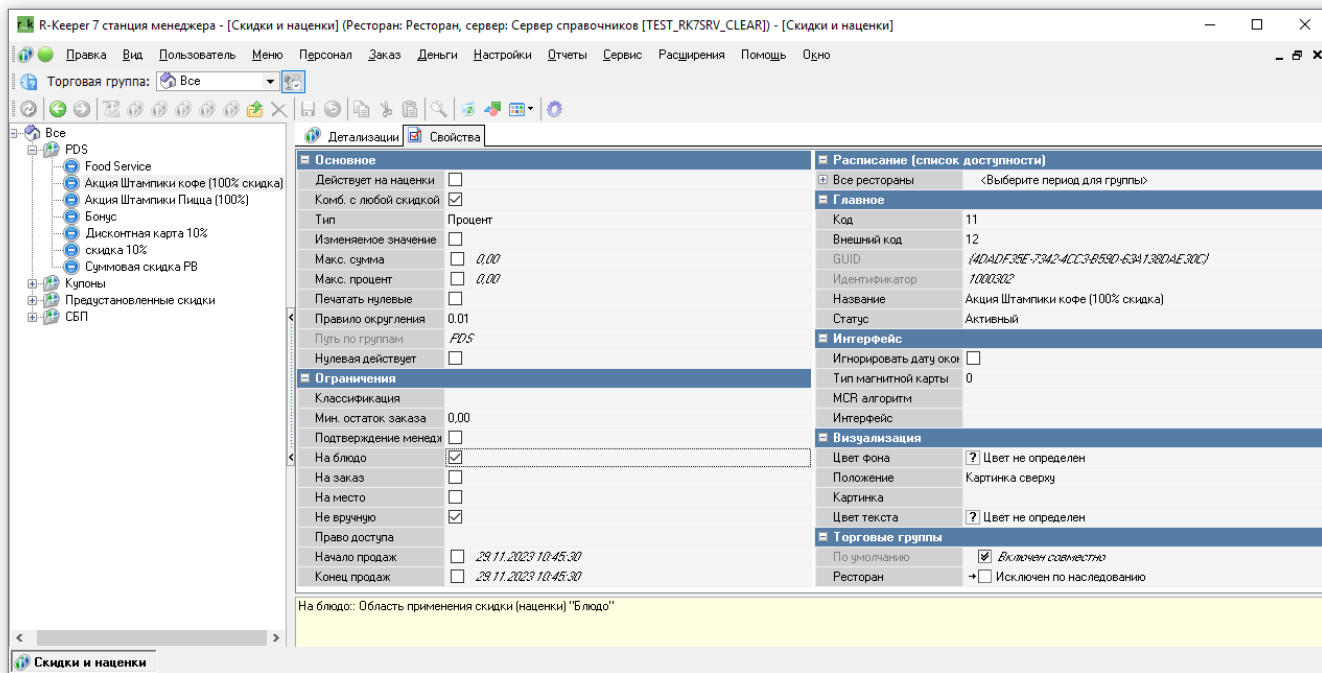 R-Keeper 7 станция менеджера - [Скидки и наценки] (Ресторан: Ресторан, сервер: Сервер справочников [TEST_RK7SRV_CLEAR]) - [Скидки и наценки]
Правка Вид Пользователь Меню Персонал Заказ Деньги Настройки Отчеты Сервис Расширения Помощь Окно
Торговая группа: Все
Все
PDS
Food Service
Акция Штампики кофе (100% скидка)
Акция Штампики Пицца (100%)
Бонус
Дисконтная карта 10%
скидка 10%
Суммовая скидка РВ
Купоны
Предустановленные скидки
СБП
Детализации Свойства
Основное
Действует на наценки
Комб. с любой скидкой
Тип Процент
Изменяемое значение
Макс. сумма 0,00
Макс. процент 0,00
Печатать нулевые
Правило округления 0.01
Путь по группам PDS
Нулевая действует
Ограничения
Классификация
Мин. остаток заказа 0,00
Подтверждение менедж
На блюдо
На заказ
На место
Не вручную
Право доступа
Начало продаж 29.11.2023 10:45:30
Конец продаж 29.11.2023 10:45:30
Расписание (список доступности)
Все рестораны <Выберите период для группы>
Главное
Код 11
Внешний код 12
GUID {4DADF35E-7342-4CC3-B59D-63A138DAE30C}
Идентификатор 1000302
Название Акция Штампики кофе (100% скидка)
Статус Активный
Интерфейс
Игнорировать дату окон
Тип магнитной карты 0
MCR алгоритм
Интерфейс
Визуализация
Цвет фона ? Цвет не определен
Положение Картинка сверху
Картинка
Цвет текста ? Цвет не определен
Торговые группы
По умолчанию Включен совместно
Ресторан Исключен по наследованию
На блюдо:: Область применения скидки (наценки) "Блюдо"
Скидки и наценки